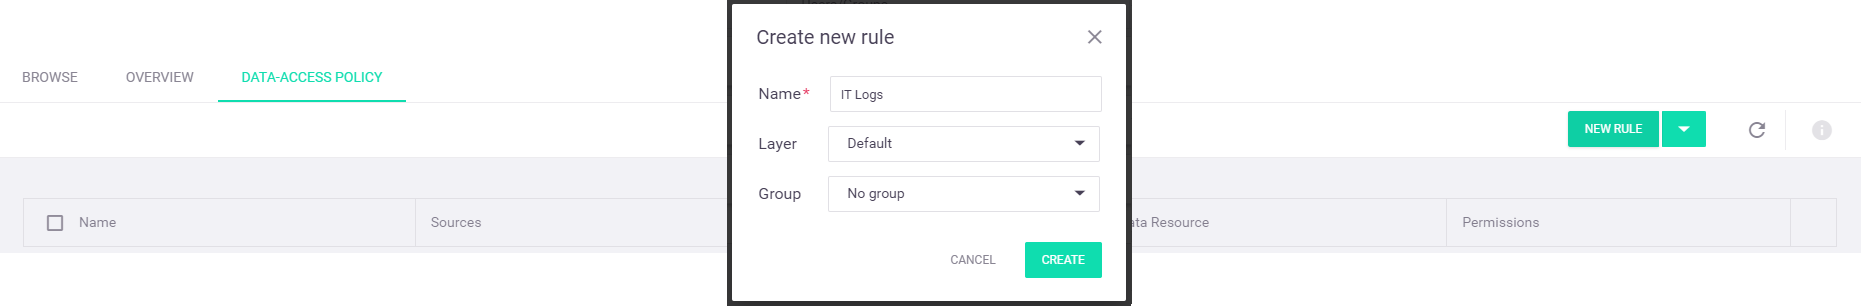 Create new rule
BROWSE OVERVIEW DATA-ACCESS POLICY
Name* IT Logs
NEW RULE
Layer Default
Group No group
Name Sources ata Resource Permissions
CANCEL CREATE